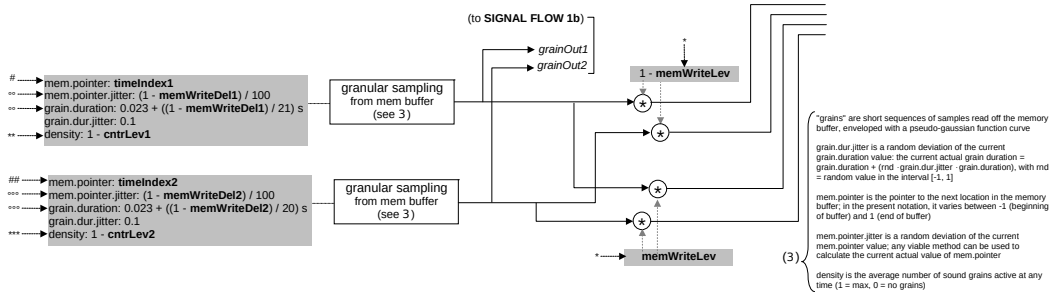 (to SIGNAL FLOW 1b)
grainOut1
grainOut2
*
1 - memWriteLev
#
°°
°°
**
mem.pointer: timeIndex1
mem.pointer.jitter: (1 - memWriteDel1) / 100
grain.duration: 0.023 + ((1 - memWriteDel1) / 21) s
grain.dur.jitter: 0.1
density: 1 - cntrLev1
granular sampling
from mem buffer
(see 3)
*
*
##
°°°
°°°
***
mem.pointer: timeIndex2
mem.pointer.jitter: (1 - memWriteDel2) / 100
grain.duration: 0.023 + ((1 - memWriteDel2) / 20) s
grain.dur.jitter: 0.1
density: 1 - cntrLev2
granular sampling
from mem buffer
(see 3)
*
*
*
memWriteLev
(3)
"grains" are short sequences of samples read off the memory
buffer, enveloped with a pseudo-gaussian function curve
grain.dur.jitter is a random deviation of the current
grain.duration value: the current actual grain duration =
grain.duration + (rnd ·grain.dur.jitter ·grain.duration), with rnd
= random value in the interval [-1, 1]
mem.pointer is the pointer to the next location in the memory
buffer; in the present notation, it varies between -1 (beginning
of buffer) and 1 (end of buffer)
mem.pointer.jitter is a random deviation of the current
mem.pointer value; any viable method can be used to
calculate the current actual value of mem.pointer
density is the average number of sound grains active at any
time (1 = max, 0 = no grains)